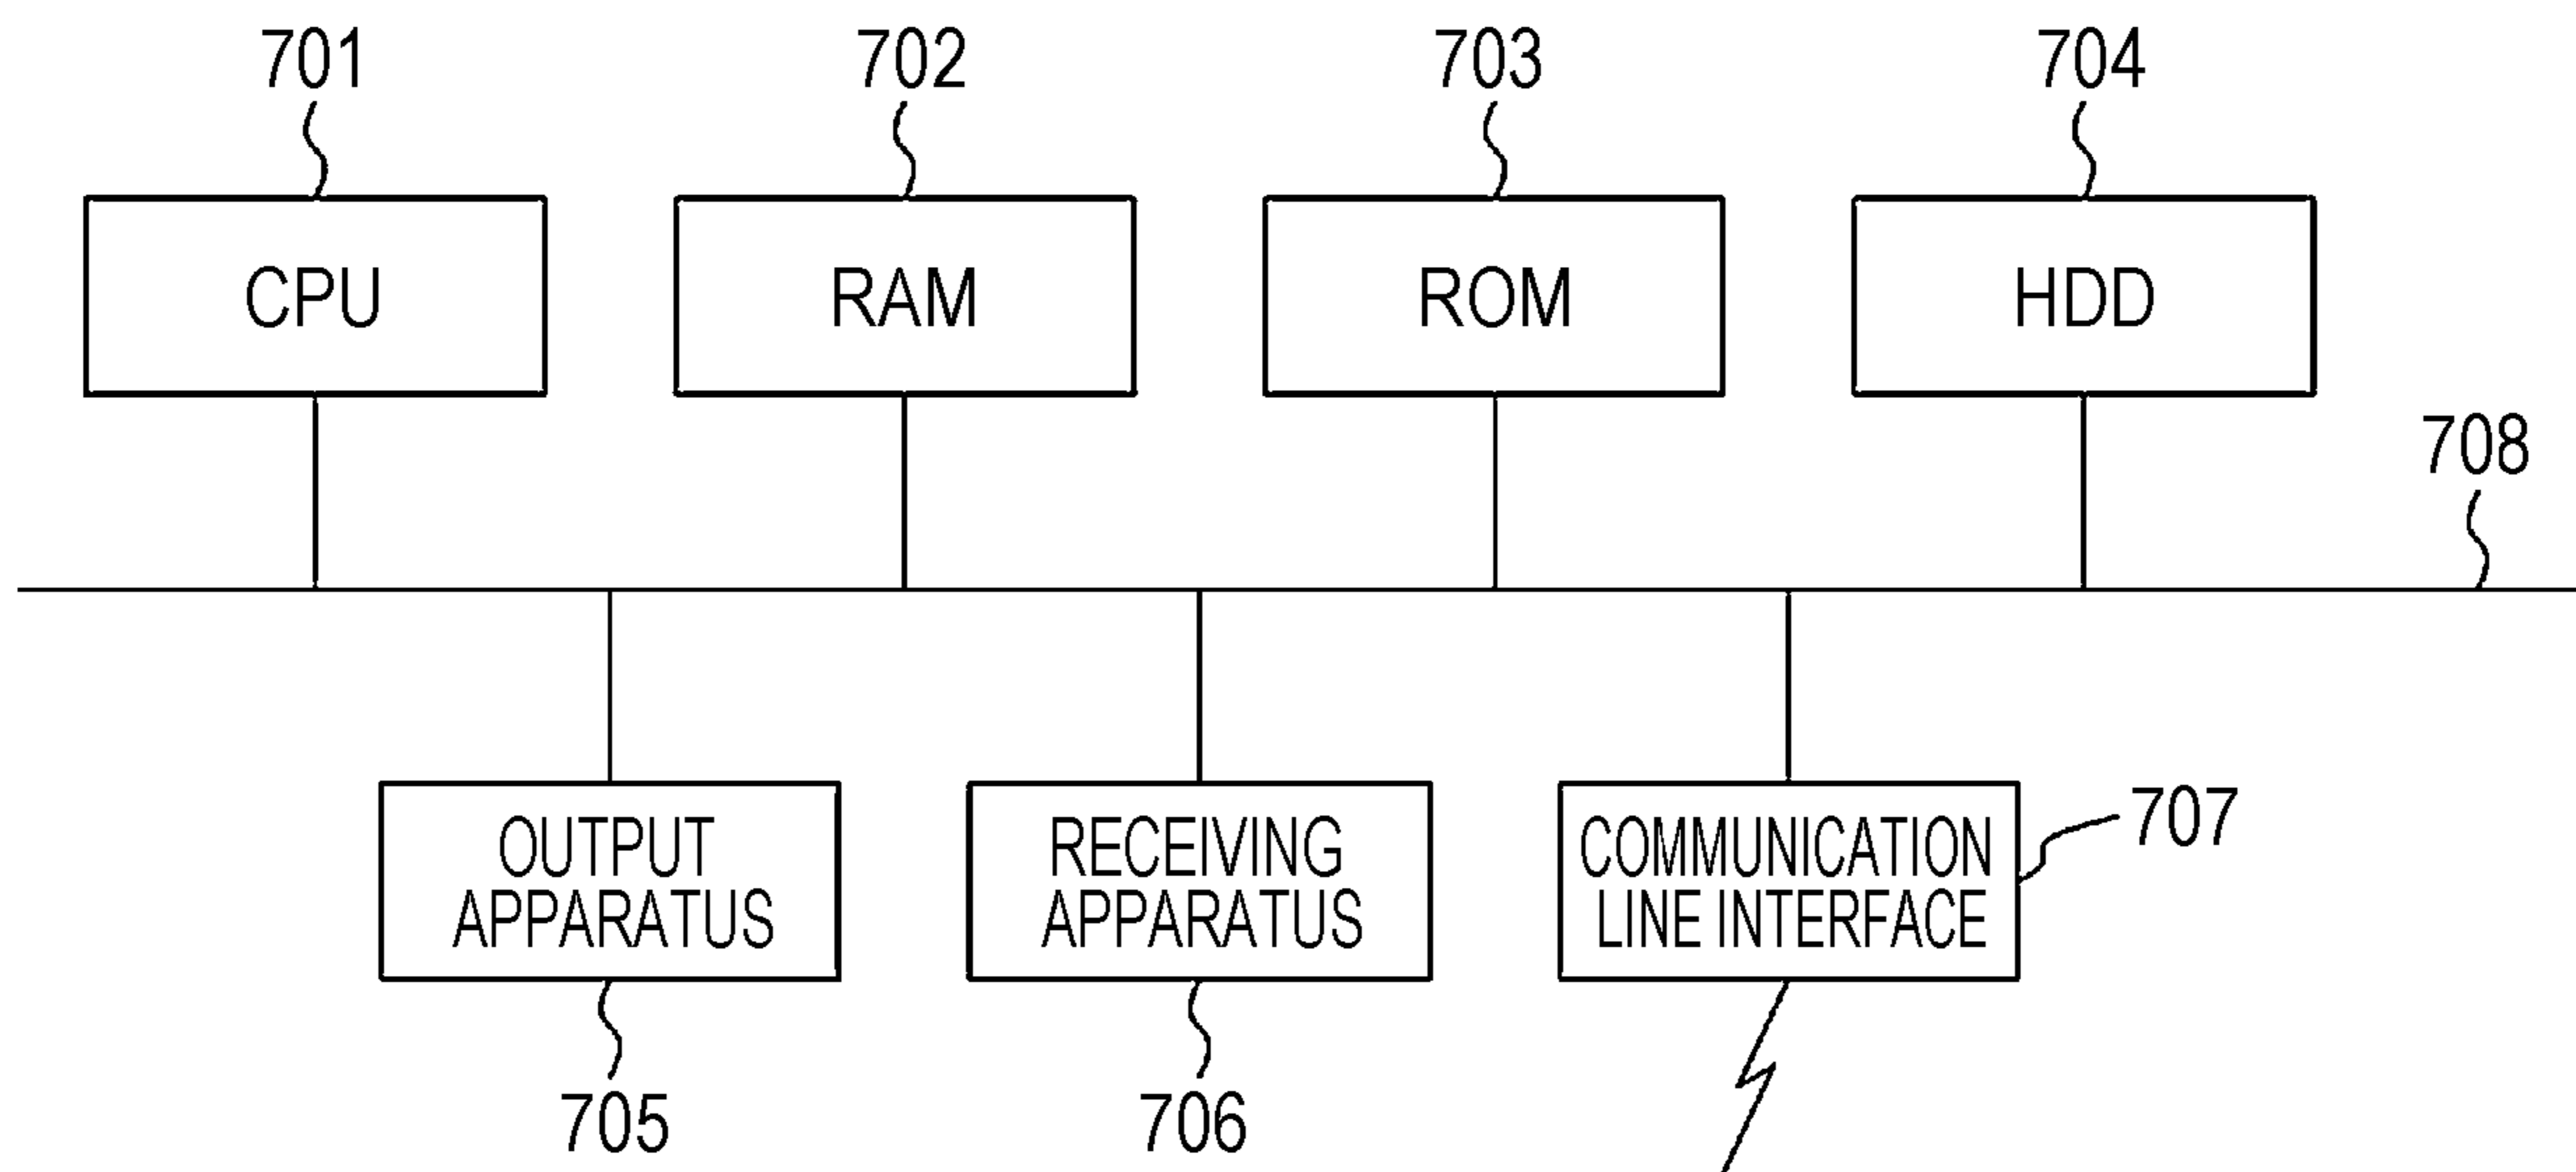 701
702
703
704
CPU
RAM
ROM
HDD
708
OUTPUT
APPARATUS
RECEIVING
APPARATUS
COMMUNICATION
LINE INTERFACE
707
705
706